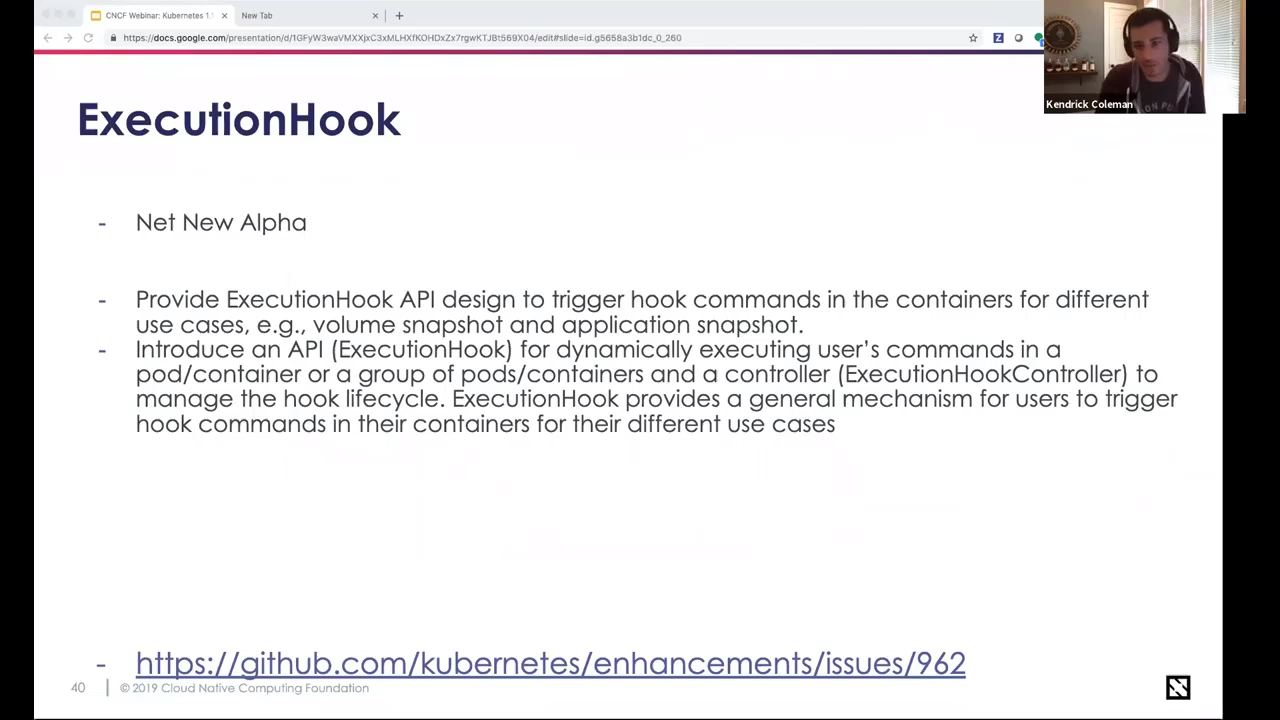 CNCF Webinar: Kubernetes 1.
New Tab
https://docs.google.com/presentation/d/1GFyW3waVMXXjxC3xMLHXfKOHDxZx7rgwKTJBt569X04/edit#slide=id.g5658a3b1dc_0_260
Z
Kendrick Coleman
ExecutionHook
- Net New Alpha
- Provide ExecutionHook API design to trigger hook commands in the containers for different
use cases, e.g., volume snapshot and application snapshot.
- Introduce an API (ExecutionHook) for dynamically executing user's commands in a
pod/container or a group of pods/containers and a controller (ExecutionHookController) to
manage the hook lifecycle. ExecutionHook provides a general mechanism for users to trigger
hook commands in their containers for their different use cases
- https://github.com/kubernetes/enhancements/issues/962
40
© 2019 Cloud Native Computing Foundation